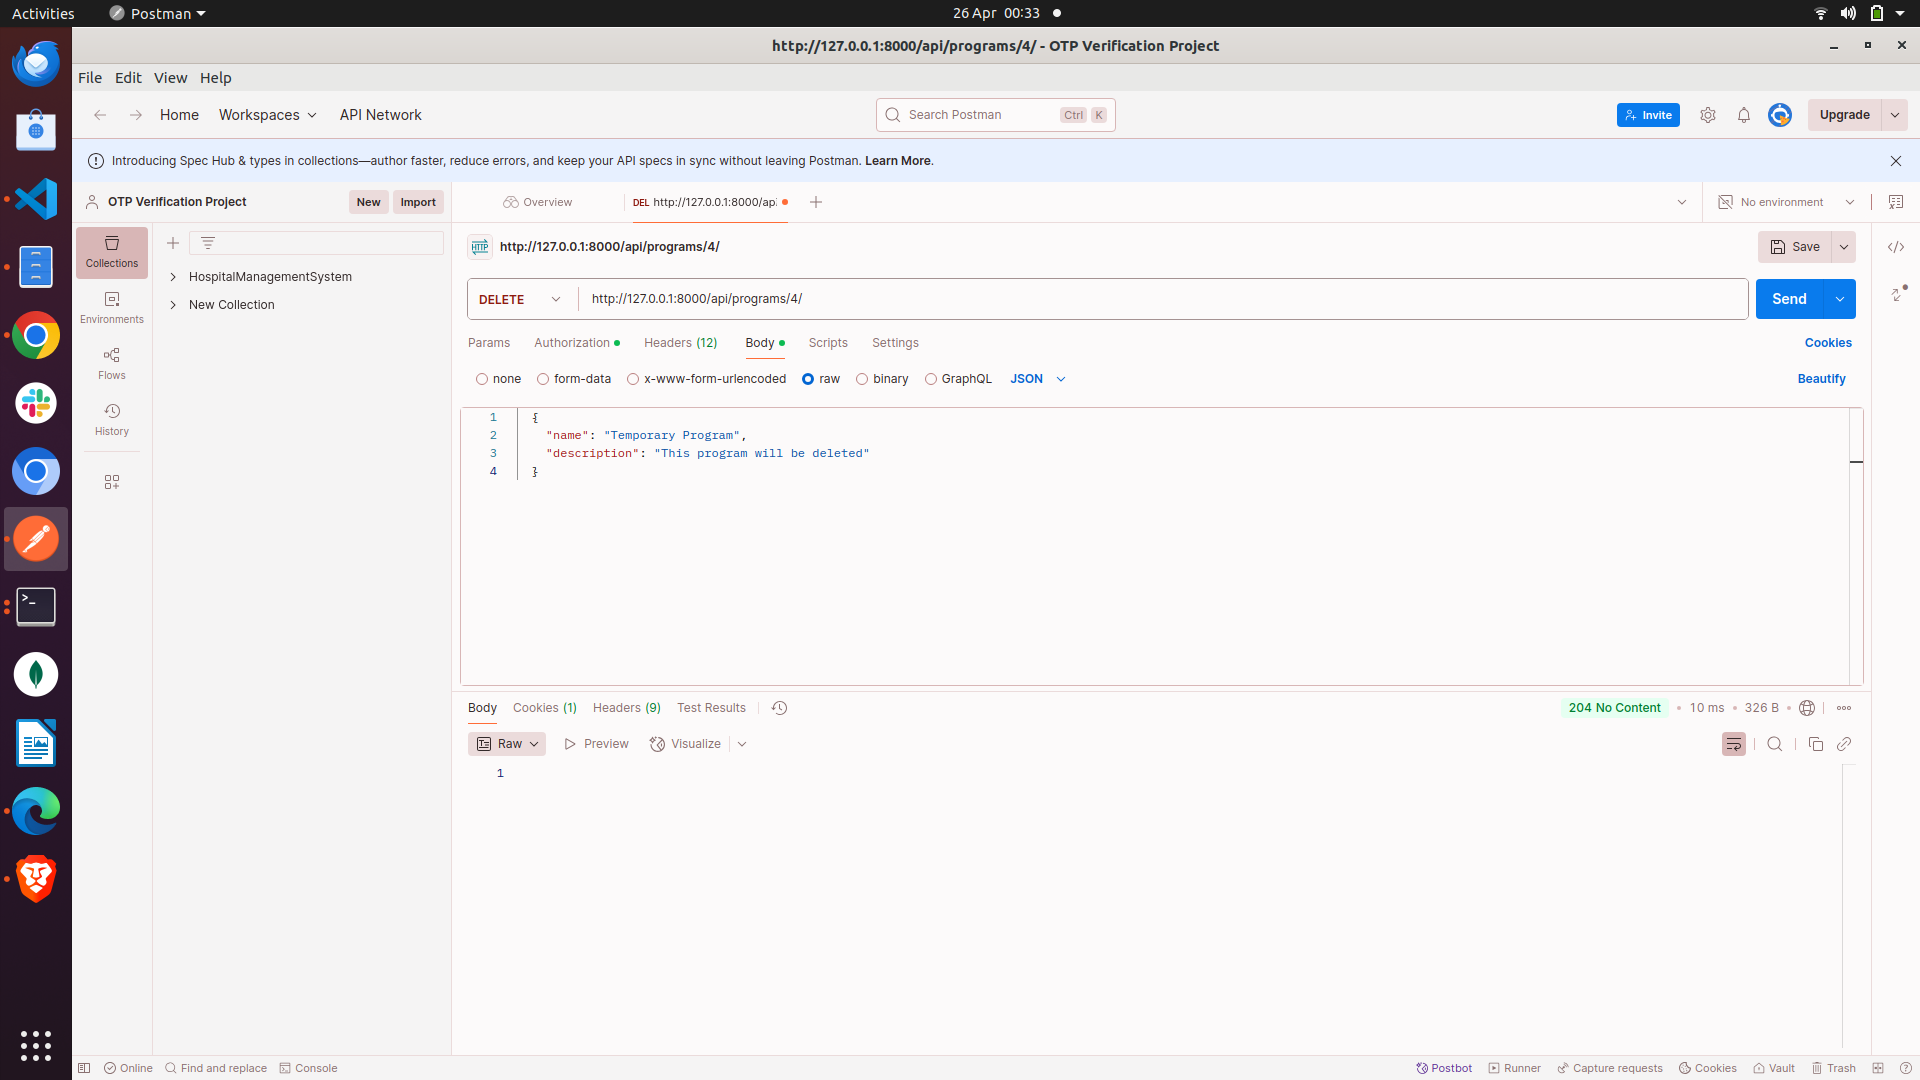 Activities
Postman
26 Apr 00:33
http://127.0.0.1:8000/api/programs/4/ - OTP Verification Project
File Edit View Help
Home Workspaces API Network
Search Postman Ctrl K
Invite
Upgrade
Introducing Spec Hub & types in collections—author faster, reduce errors, and keep your API specs in sync without leaving Postman. Learn More.
OTP Verification Project
New Import
Overview
DEL http://127.0.0.1:8000/api
No environment
Collections
Environments
Flows
History
HospitalManagementSystem
New Collection
HTTP http://127.0.0.1:8000/api/programs/4/
Save
DELETE http://127.0.0.1:8000/api/programs/4/
Send
Params Authorization Headers (12) Body Scripts Settings
Cookies
none form-data x-www-form-urlencoded raw binary GraphQL JSON
Beautify
1 {
2 "name": "Temporary Program",
3 "description": "This program will be deleted"
4 }
Body Cookies (1) Headers (9) Test Results
204 No Content • 10 ms • 326 B •
Raw Preview Visualize
1
Online Find and replace Console
Postbot Runner Capture requests Cookies Vault Trash